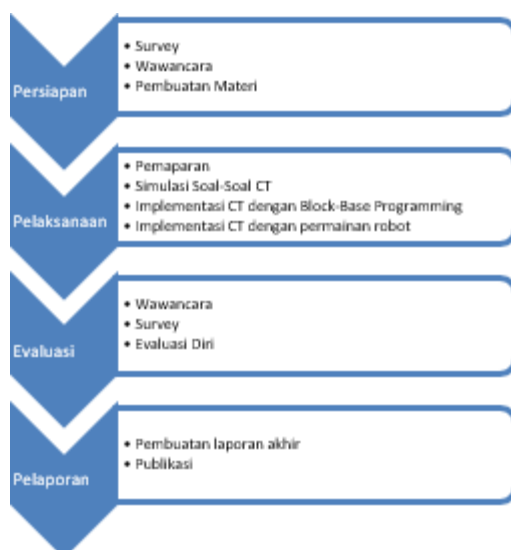 Persiapan
• Survey
• Wawancara
• Pembuatan Materi
Pelaksanaan
• Pemaparan
• Simulasi Soal-Soal CT
• Implementasi CT dengan Block-Base Programming
• Implementasi CT dengan permainan robot
Evaluasi
• Wawancara
• Survey
• Evaluasi Diri
Pelaporan
• Pembuatan laporan akhir
• Publikasi